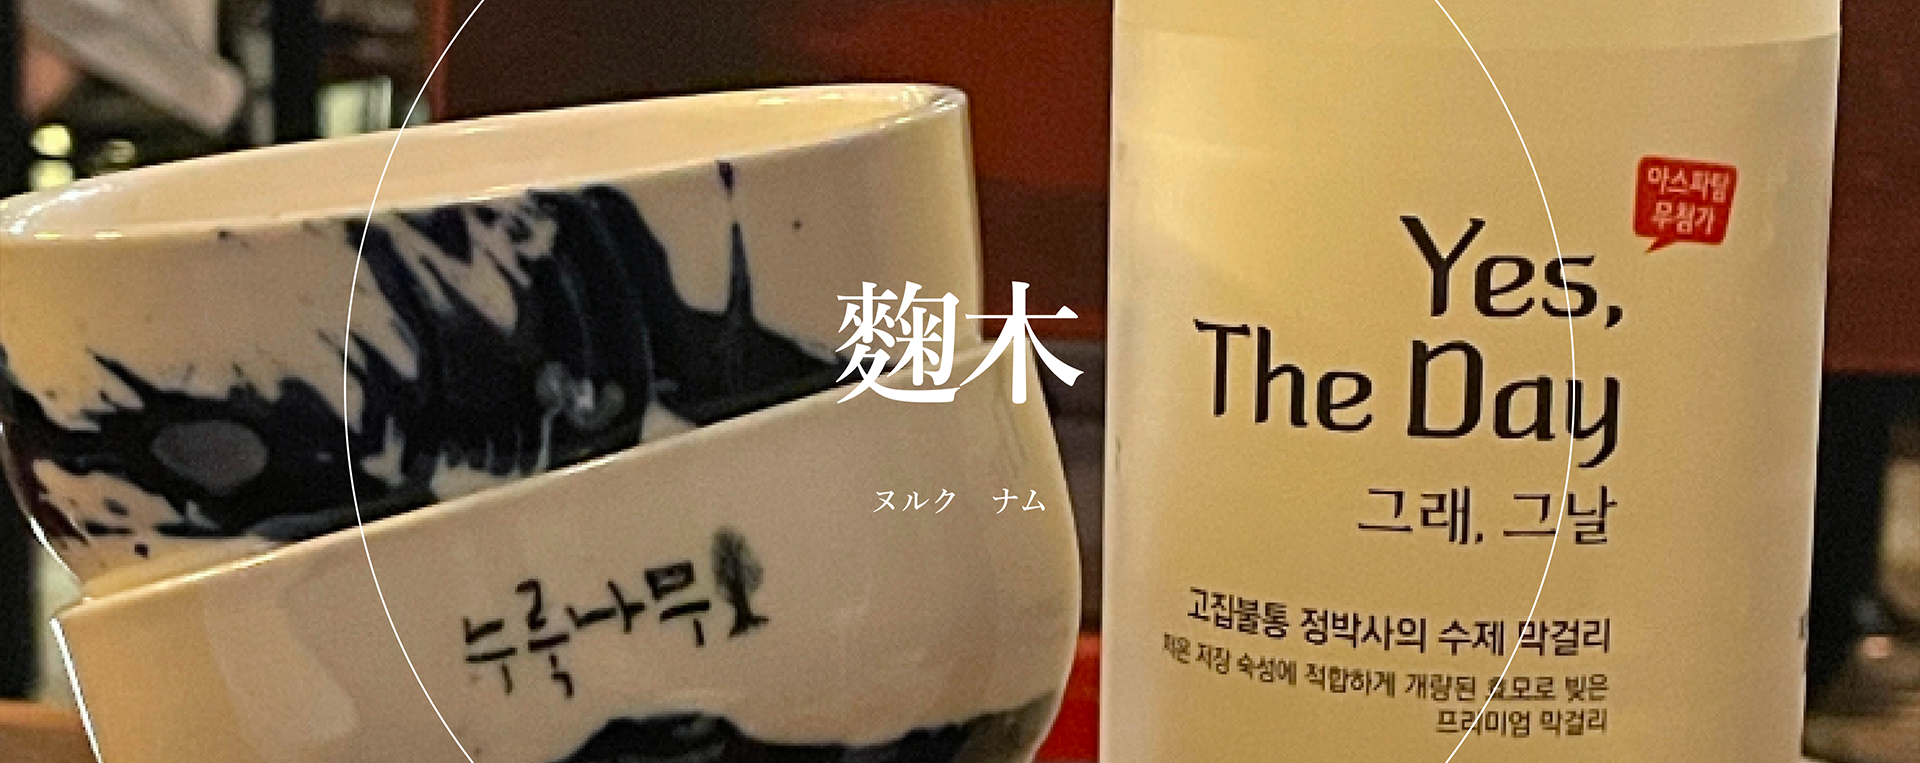 麴木
ヌルク ナム
누룩나무
아스파탐
무첨가
Yes,
The Day
그래, 그날
고집불통 정박사의 수제 막걸리
저온 저장 숙성에 적합하게 개량된 효모로 빚은
프리미엄 막걸리